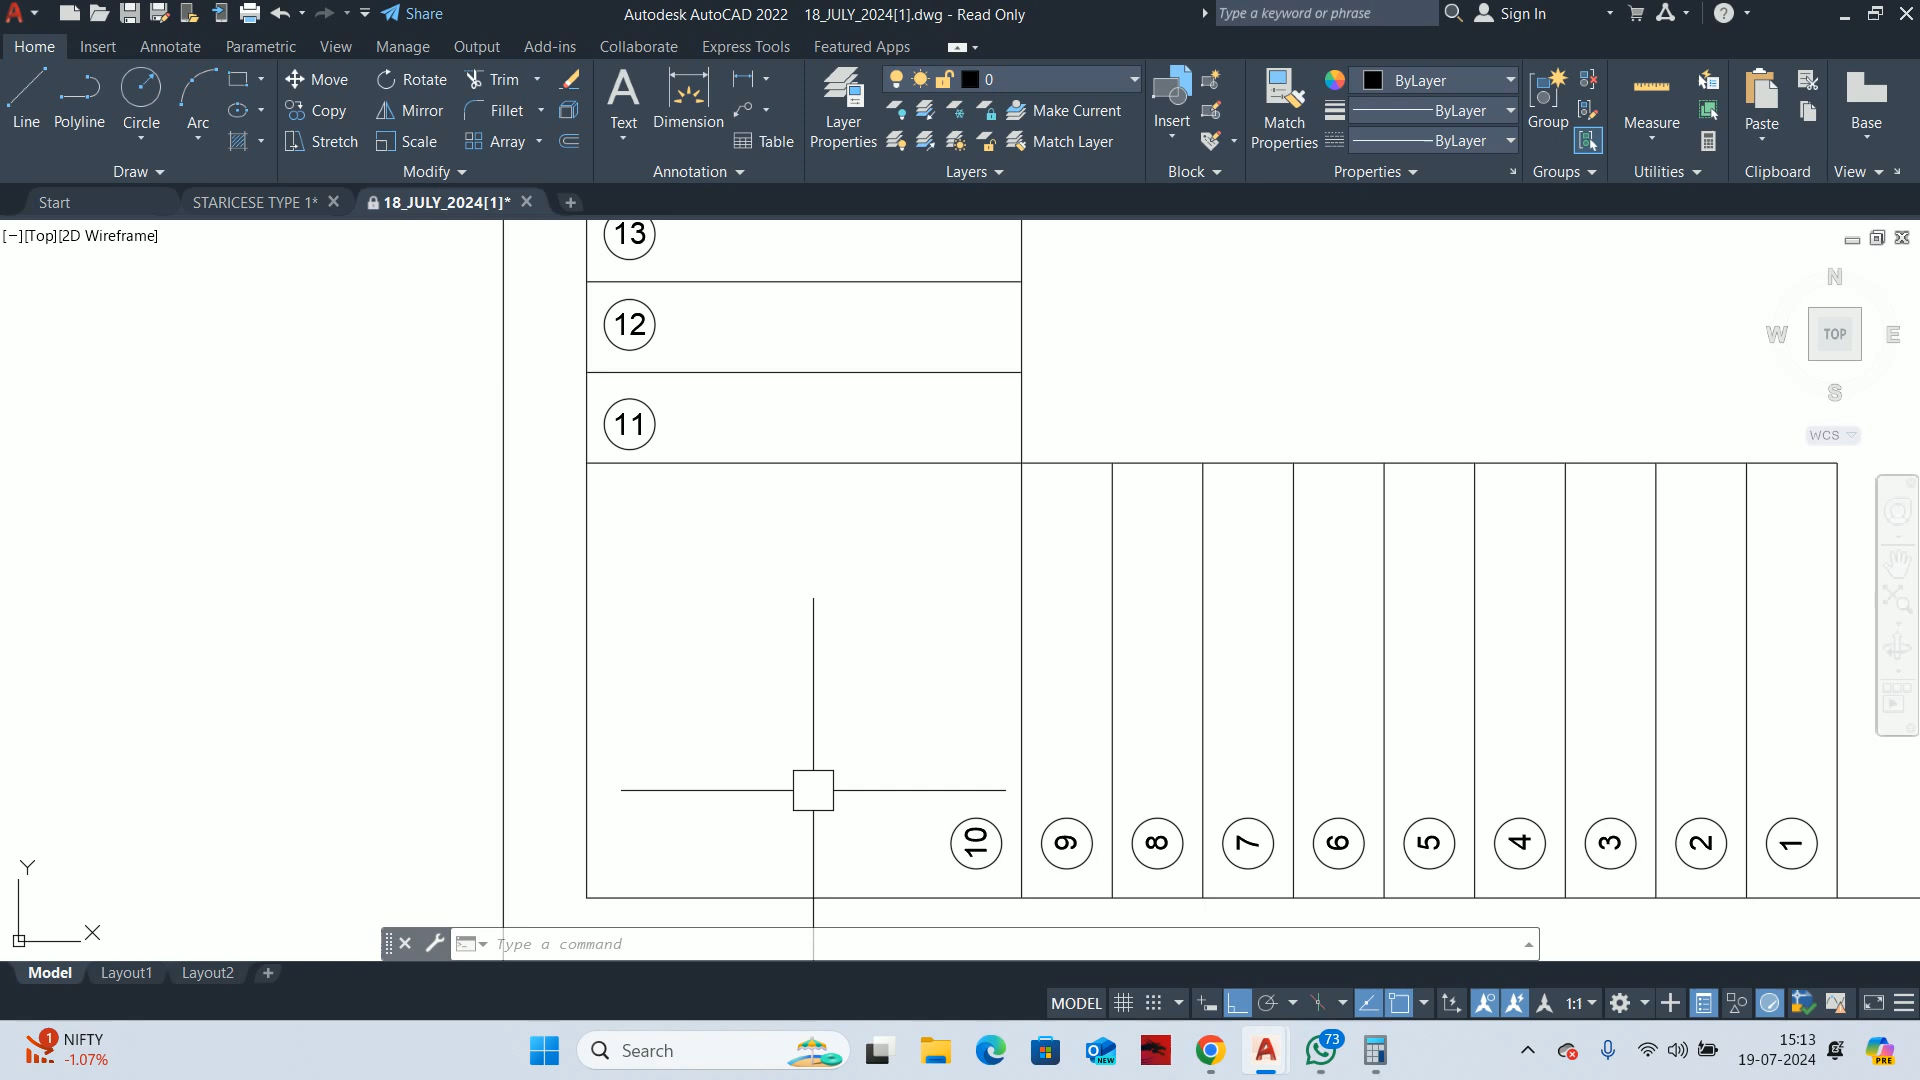 Share
Autodesk AutoCAD 2022 18_JULY_2024[1].dwg - Read Only
Type a keyword or phrase
Sign In
Home Insert Annotate Parametric View Manage Output Add-ins Collaborate Express Tools Featured Apps
Line Polyline Circle Arc
Move Rotate Trim
Copy Mirror Fillet
Stretch Scale Array
Text Dimension Table
Layer Properties
0
Make Current
Match Layer
Insert
Match Properties
ByLayer
ByLayer
ByLayer
Group
Measure
Paste
Base
Draw Modify Annotation Layers Block Properties Groups Utilities Clipboard View
Start STARICESE TYPE 1* 18_JULY_2024[1]*
[−][Top][2D Wireframe]
13
12
11
10 9 8 7 6 5 4 3 2 1
N
W TOP E
S
WCS
Y
X
Type a command
Model Layout1 Layout2
MODEL 1:1
1
NIFTY
-1.07%
Search
NEW
73
15:13
19-07-2024
PRE